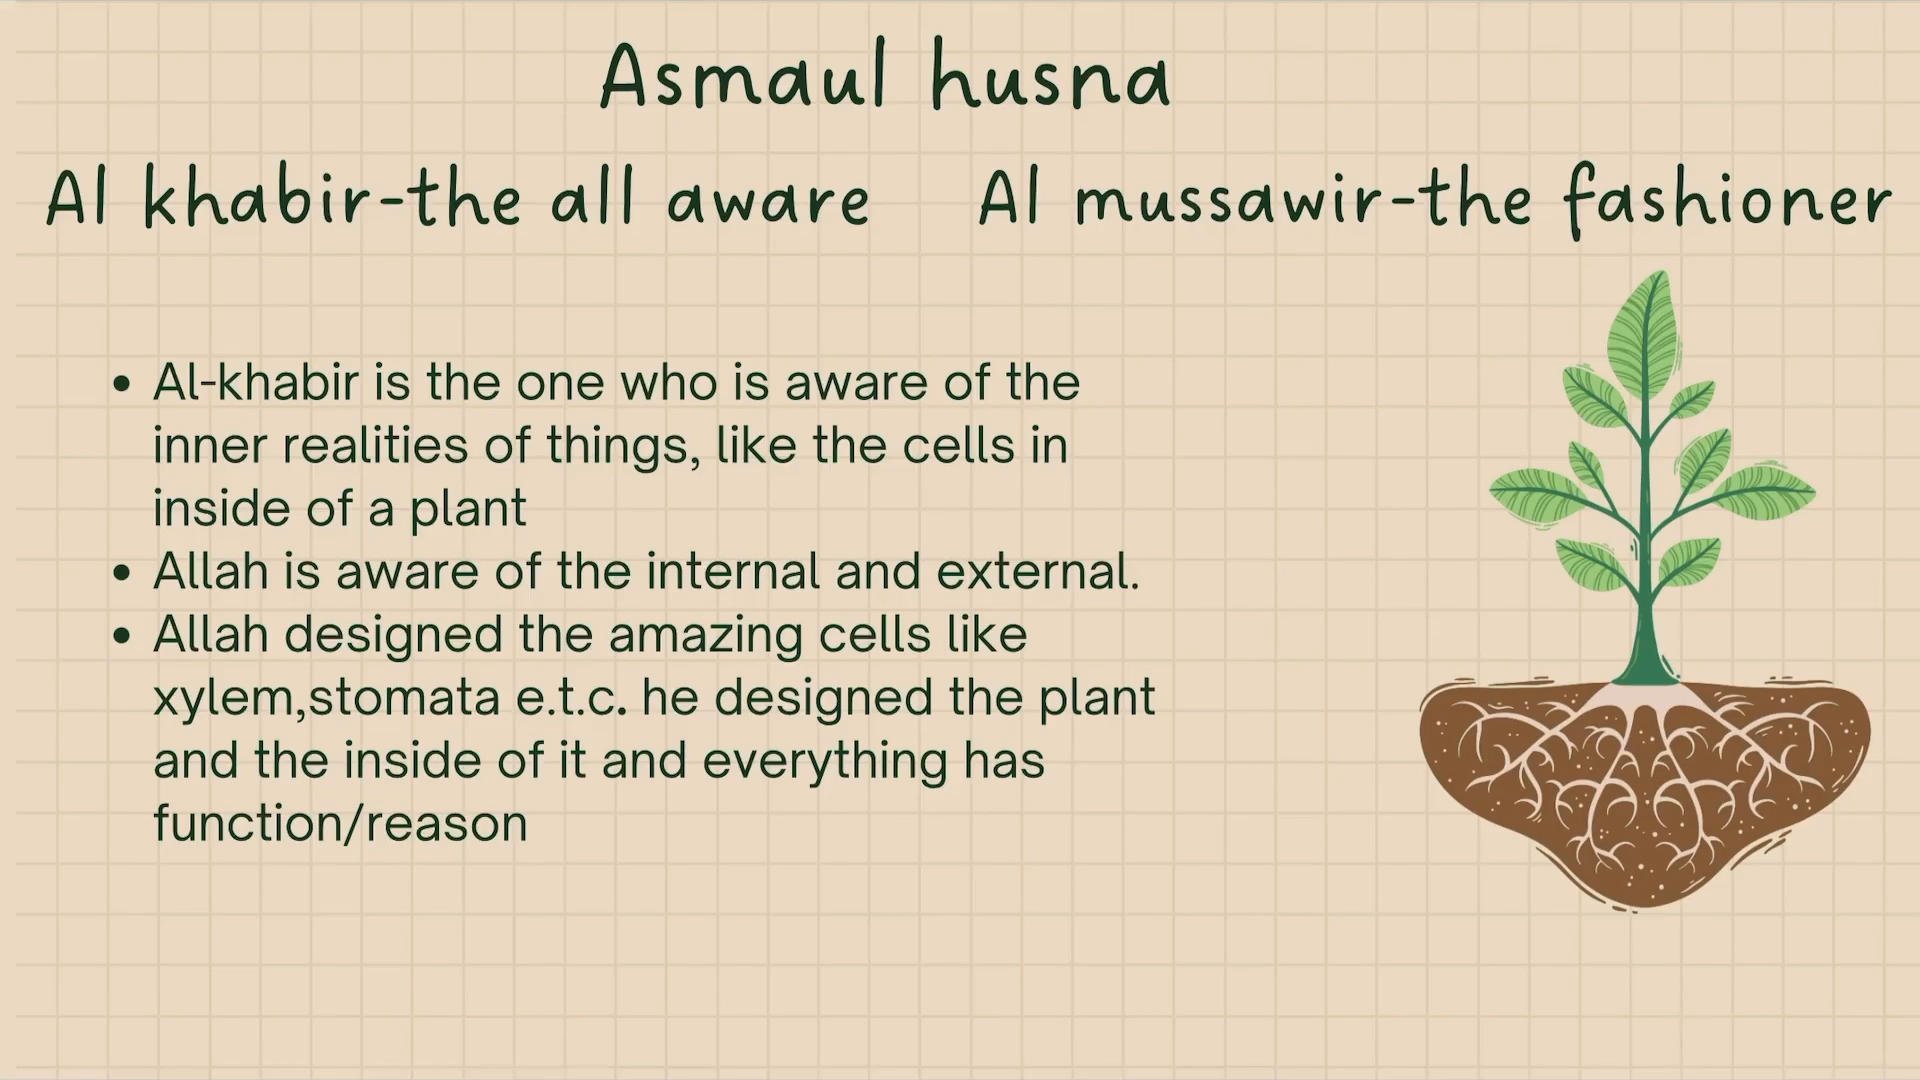 Asmaul husna
Al khabir-the all aware
Al mussawir-the fashioner
• Al-khabir is the one who is aware of the
inner realities of things, like the cells in
inside of a plant
• Allah is aware of the internal and external.
• Allah designed the amazing cells like
xylem,stomata e.t.c. he designed the plant
and the inside of it and everything has
function/reason